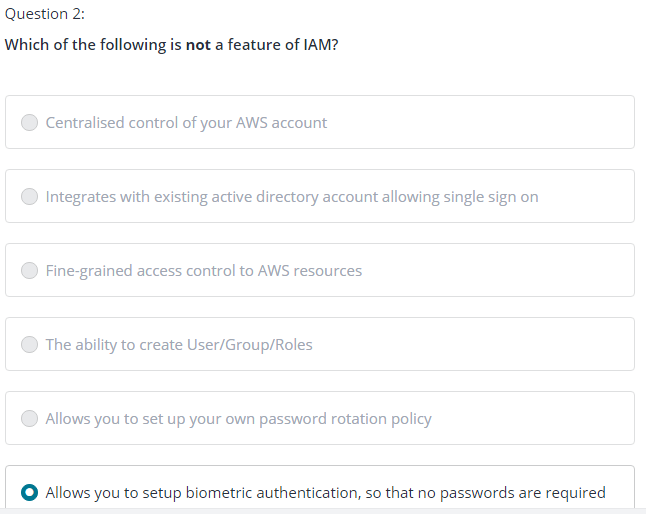 Question 2:
Which of the following is not a feature of IAM?
Centralised control of your AWS account
Integrates with existing active directory account allowing single sign on
Fine-grained access control to AWS resources
The ability to create User/Group/Roles
Allows you to set up your own password rotation policy
Allows you to setup biometric authentication, so that no passwords are required